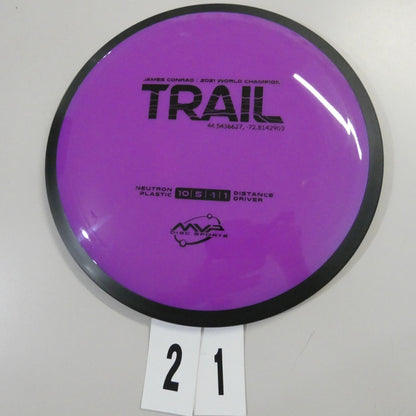 JAMES CONRAD | 2021 WORLD CHAMPION
TRAIL
44.5436627, -72.8142903
NEUTRON PLASTIC 10 | 5 | -1 | 1 DISTANCE DRIVER
MVP
DISC SPORTS
2 1